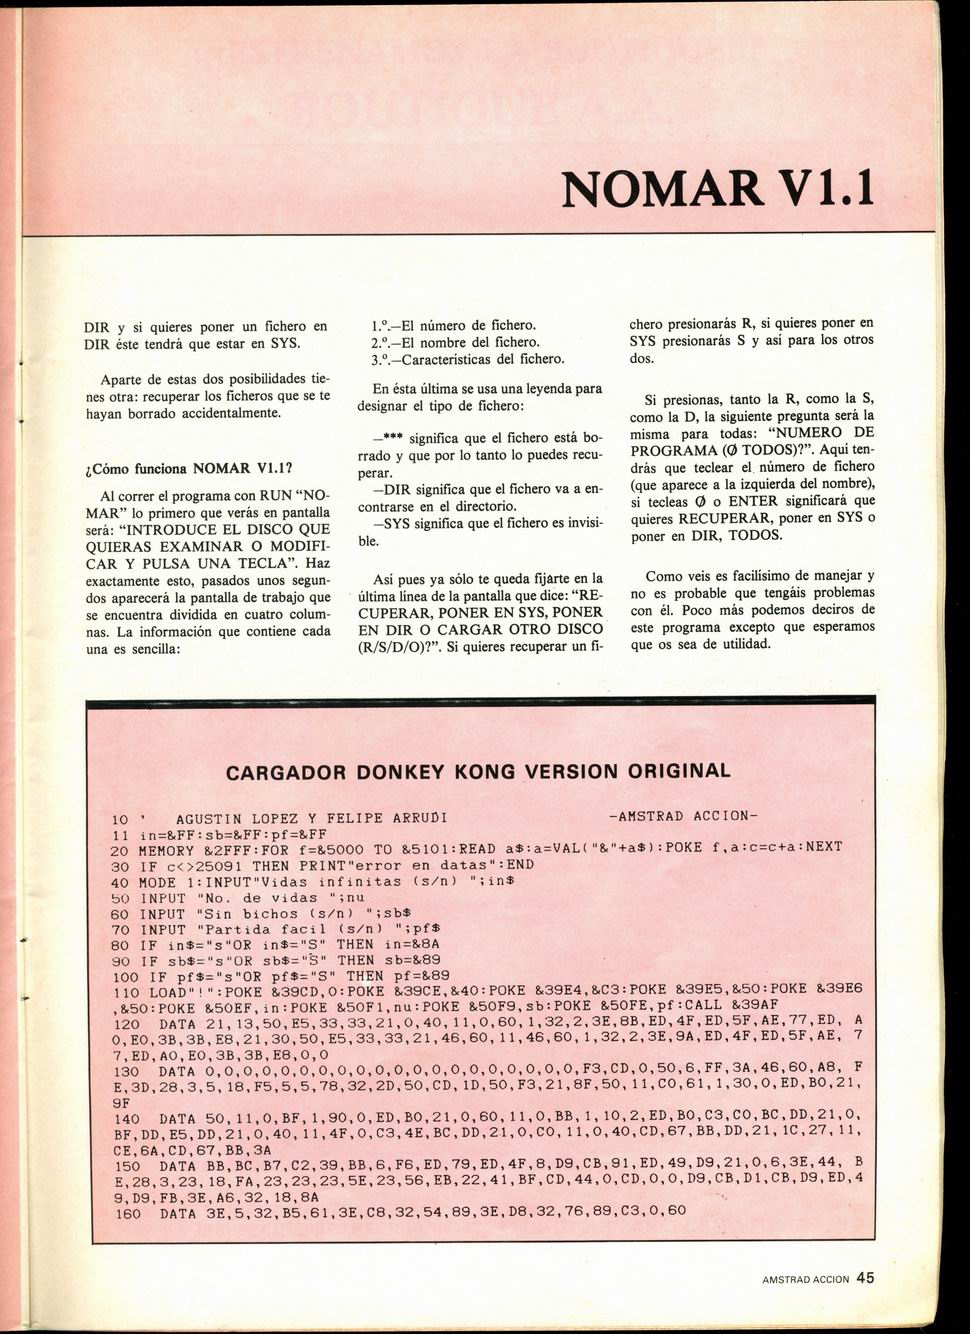 NOMAR V1.1
DIR y si quieres poner un fichero en
DIR éste tendrá que estar en SYS.
Aparte de estas dos posibilidades tie-
nes otra: recuperar los ficheros que se te
hayan borrado accidentalmente.
¿Cómo funciona NOMAR V1.1?
Al correr el programa con RUN “NO-
MAR” lo primero que verás en pantalla
será: “INTRODUCE EL DISCO QUE
QUIERAS EXAMINAR O MODIFI-
CAR Y PULSA UNA TECLA”. Haz
exactamente esto, pasados unos segun-
dos aparecerá la pantalla de trabajo que
se encuentra dividida en cuatro colum-
nas. La información que contiene cada
una es sencilla:
1.º.—El número de fichero.
2.º.—El nombre del fichero.
3.º.—Características del fichero.
En ésta última se usa una leyenda para
designar el tipo de fichero:
—*** significa que el fichero está bo-
rrado y que por lo tanto lo puedes recu-
perar.
—DIR significa que el fichero va a en-
contrarse en el directorio.
—SYS significa que el fichero es invisi-
ble.
Así pues ya sólo te queda fijarte en la
última línea de la pantalla que dice: “RE-
CUPERAR, PONER EN SYS, PONER
EN DIR O CARGAR OTRO DISCO
(R/S/D/O)?”. Si quieres recuperar un fi-
chero presionarás R, si quieres poner en
SYS presionarás S y así para los otros
dos.
Si presionas, tanto la R, como la S,
como la D, la siguiente pregunta será la
misma para todas: “NUMERO DE
PROGRAMA (Ø TODOS)?”. Aquí ten-
drás que teclear el número de fichero
(que aparece a la izquierda del nombre),
si tecleas Ø o ENTER significará que
quieres RECUPERAR, poner en SYS o
poner en DIR, TODOS.
Como veis es facilísimo de manejar y
no es probable que tengáis problemas
con él. Poco más podemos deciros de
este programa excepto que esperamos
que os sea de utilidad.
CARGADOR DONKEY KONG VERSION ORIGINAL
10 ' AGUSTIN LOPEZ Y FELIPE ARRUDI -AMSTRAD ACCION-
11 in=&FF:sb=&FF:pf=&FF
20 MEMORY &2FFF:FOR f=&5000 TO &5101:READ a$:a=VAL("&"+a$):POKE f,a:c=c+a:NEXT
30 IF c<>25091 THEN PRINT"error en datas":END
40 MODE 1:INPUT"Vidas infinitas (s/n) ";in$
50 INPUT "No. de vidas ";nu
60 INPUT "Sin bichos (s/n) ";sb$
70 INPUT "Partida facil (s/n) ";pf$
80 IF in$="s"OR in$="S" THEN in=&8A
90 IF sb$="s"OR sb$="S" THEN sb=&89
100 IF pf$="s"OR pf$="S" THEN pf=&89
110 LOAD"!":POKE &39CD,0:POKE &39CE,&40:POKE &39E4,&C3:POKE &39E5,&50:POKE &39E6
,&50:POKE &50EF,in:POKE &50F1,nu:POKE &50F9,sb:POKE &50FE,pf:CALL &39AF
120 DATA 21,13,50,E5,33,33,21,0,40,11,0,60,1,32,2,3E,8B,ED,4F,ED,5F,AE,77,ED, A
0,E0,3B,3B,E8,21,30,50,E5,33,33,21,46,60,11,46,60,1,32,2,3E,9A,ED,4F,ED,5F,AE, 7
7,ED,A0,E0,3B,3B,E8,0,0
130 DATA 0,0,0,0,0,0,0,0,0,0,0,0,0,0,0,0,0,0,F3,CD,0,50,6,FF,3A,46,60,A8, F
E,3D,28,3,5,18,F5,5,5,78,32,2D,50,CD,1D,50,F3,21,8F,50,11,C0,61,1,30,0,ED,B0,21,
9F
140 DATA 50,11,0,BF,1,90,0,ED,B0,21,0,60,11,0,BB,1,10,2,ED,B0,C3,C0,BC,DD,21,0,
BF,DD,E5,DD,21,0,40,11,4F,0,C3,4E,BC,DD,21,0,C0,11,0,40,CD,67,BB,DD,21,1C,27,11,
CE,6A,CD,67,BB,3A
150 DATA BB,BC,B7,C2,39,BB,6,F6,ED,79,ED,4F,8,D9,CB,91,ED,49,D9,21,0,6,3E,44, B
E,28,3,23,18,FA,23,23,23,5E,23,56,EB,22,41,BF,CD,44,0,CD,0,0,D9,CB,D1,CB,D9,ED,4
9,D9,FB,3E,A6,32,18,8A
160 DATA 3E,5,32,B5,61,3E,C8,32,54,89,3E,D8,32,76,89,C3,0,60
AMSTRAD ACCION 45